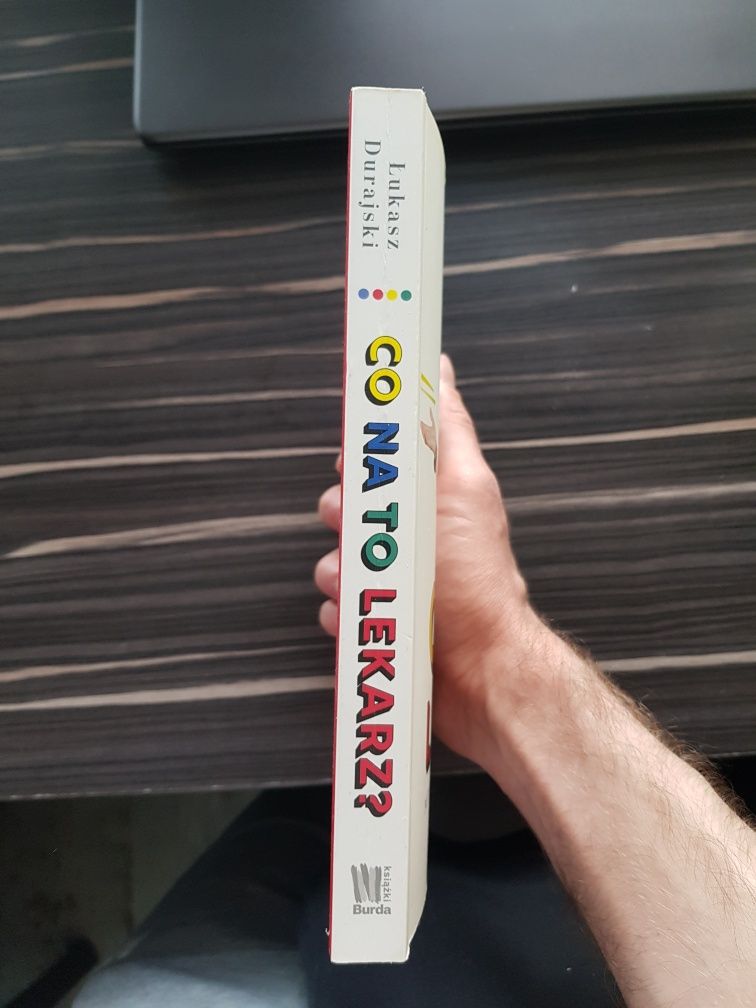 Łukasz
Durajski
CO NA TO LEKARZ?
książki
Burda